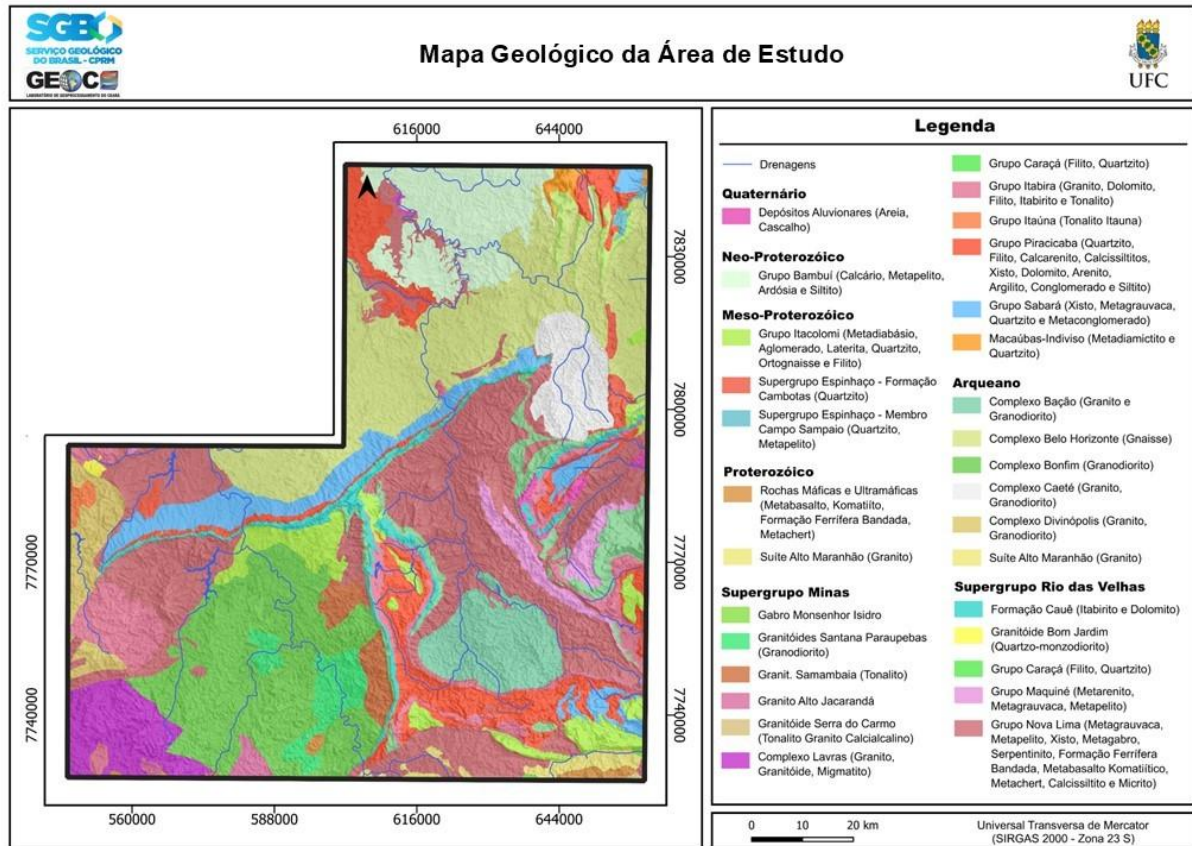 SGB
SERVIÇO GEOLÓGICO
DO BRASIL - CPRM
GEOC
LABORATÓRIO DE GEOPROCESSAMENTO DO CEARÁ
Mapa Geológico da Área de Estudo
UFC
616000 644000
7830000
7800000
7770000 7770000
7740000 7740000
560000 588000 616000 644000
Legenda
Drenagens
Quaternário
Depósitos Aluvionares (Areia,
Cascalho)
Neo-Proterozóico
Grupo Bambuí (Calcário, Metapelito,
Ardósia e Siltito)
Meso-Proterozóico
Grupo Itacolomi (Metadiabásio,
Aglomerado, Laterita, Quartzito,
Ortognaisse e Filito)
Supergrupo Espinhaço - Formação
Cambotas (Quartzito)
Supergrupo Espinhaço - Membro
Campo Sampaio (Quartzito,
Metapelito)
Proterozóico
Rochas Máficas e Ultramáficas
(Metabasalto, Komatiíto,
Formação Ferrífera Bandada,
Metachert)
Suíte Alto Maranhão (Granito)
Supergrupo Minas
Gabro Monsenhor Isidro
Granitóides Santana Paraupebas
(Granodiorito)
Granit. Samambaia (Tonalito)
Granito Alto Jacarandá
Granitóide Serra do Carmo
(Tonalito Granito Calcialcalino)
Complexo Lavras (Granito,
Granitóide, Migmatito)
Grupo Caraçá (Filito, Quartzito)
Grupo Itabira (Granito, Dolomito,
Filito, Itabirito e Tonalito)
Grupo Itaúna (Tonalito Itauna)
Grupo Piracicaba (Quartzito,
Filito, Calcarenito, Calcissiltitos,
Xisto, Dolomito, Arenito,
Argilito, Conglomerado e Siltito)
Grupo Sabará (Xisto, Metagrauvaca,
Quartzito e Metaconglomerado)
Macaúbas-Indiviso (Metadiamictito e
Quartzito)
Arqueano
Complexo Bação (Granito e
Granodiorito)
Complexo Belo Horizonte (Gnaisse)
Complexo Bonfim (Granodiorito)
Complexo Caeté (Granito,
Granodiorito)
Complexo Divinópolis (Granito,
Granodiorito)
Suíte Alto Maranhão (Granito)
Supergrupo Rio das Velhas
Formação Cauê (Itabirito e Dolomito)
Granitóide Bom Jardim
(Quartzo-monzodiorito)
Grupo Caraçá (Filito, Quartzito)
Grupo Maquiné (Metarenito,
Metagrauvaca, Metapelito)
Grupo Nova Lima (Metagrauvaca,
Metapelito, Xisto, Metagabro,
Serpentinito, Formação Ferrífera
Bandada, Metabasalto Komatiítico,
Metachert, Calcissiltito e Micrito)
0 10 20 km
Universal Transversa de Mercator
(SIRGAS 2000 - Zona 23 S)